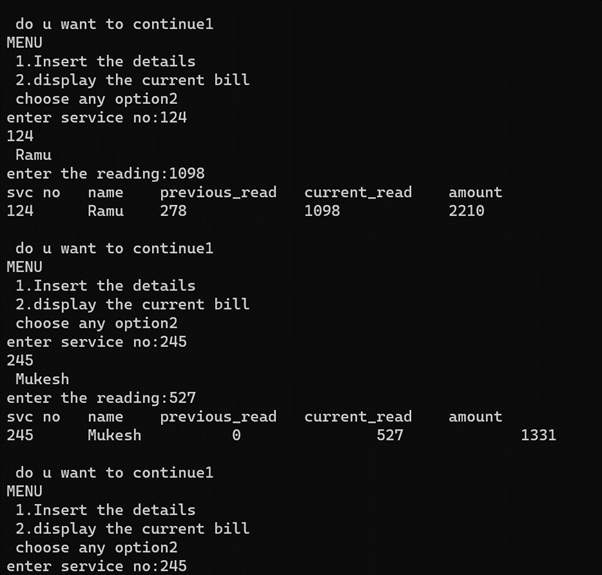 do u want to continue1
MENU
1.Insert the details
2.display the current bill
choose any option2
enter service no:124
124
Ramu
enter the reading:1098
svc no name previous_read current_read amount
124 Ramu 278 1098 2210
do u want to continue1
MENU
1.Insert the details
2.display the current bill
choose any option2
enter service no:245
245
Mukesh
enter the reading:527
svc no name previous_read current_read amount
245 Mukesh 0 527 1331
do u want to continue1
MENU
1.Insert the details
2.display the current bill
choose any option2
enter service no:245